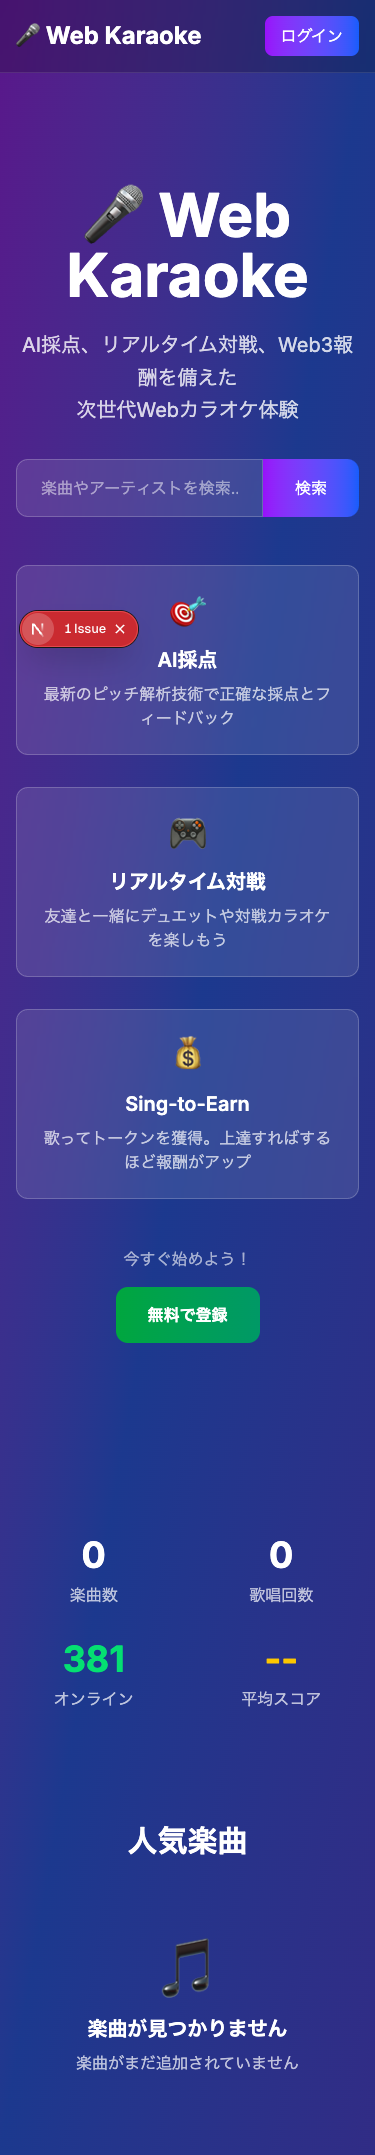 Web Karaoke
ログイン
Web
Karaoke
AI採点、リアルタイム対戦、Web3報
酬を備えた
次世代Webカラオケ体験
楽曲やアーティストを検索..
検索
N 1 Issue ×
AI採点
最新のピッチ解析技術で正確な採点とフ
ィードバック
リアルタイム対戦
友達と一緒にデュエットや対戦カラオケ
を楽しもう
Sing-to-Earn
歌ってトークンを獲得。上達すればする
ほど報酬がアップ
今すぐ始めよう！
無料で登録
0
楽曲数
0
歌唱回数
381
オンライン
--
平均スコア
人気楽曲
楽曲が見つかりません
楽曲がまだ追加されていません